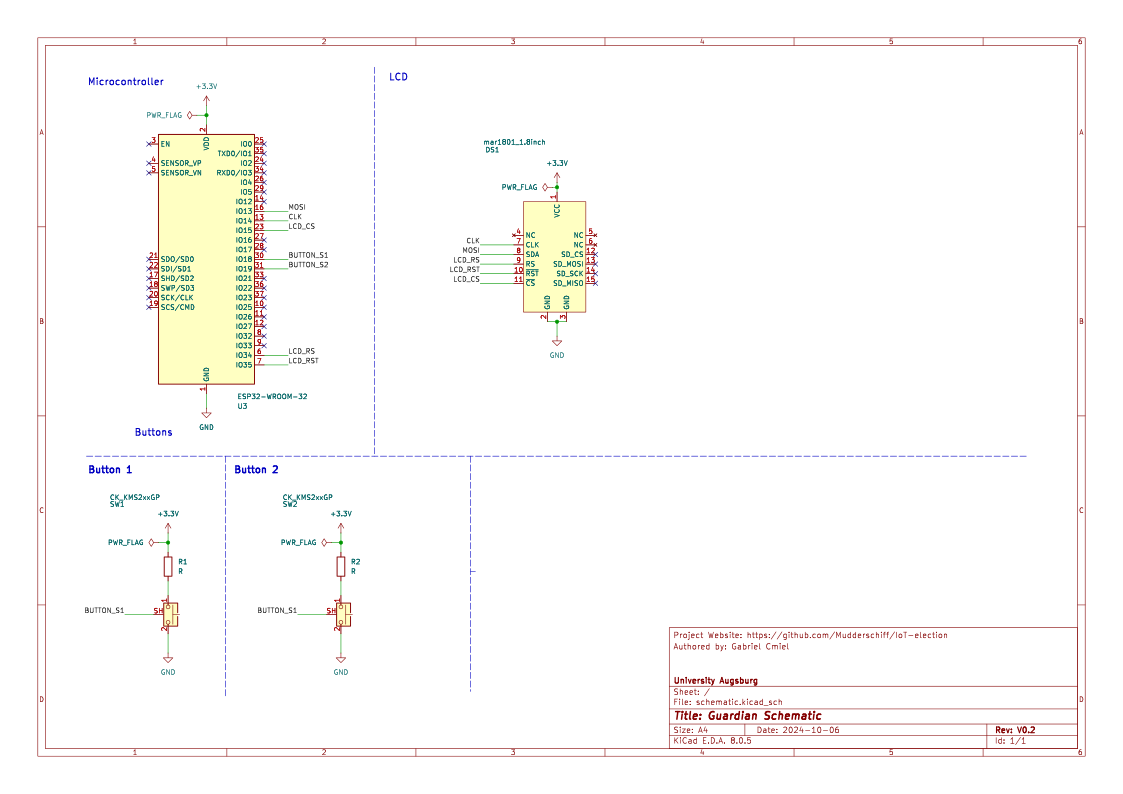 1 2 3 4 5 6
A
B
C
D
Microcontroller
+3.3V
PWR_FLAG
2
VDD
3 EN
4 SENSOR_VP
5 SENSOR_VN
21 SDO/SD0
22 SDI/SD1
17 SHD/SD2
18 SWP/SD3
20 SCK/CLK
19 SCS/CMD
IO0 25
TXD0/IO1 35
IO2 24
RXD0/IO3 34
IO4 26
IO5 29
IO12 14
IO13 16 MOSI
IO14 13 CLK
IO15 23 LCD_CS
IO16 27
IO17 28
IO18 30 BUTTON_S1
IO19 31 BUTTON_S2
IO21 33
IO22 36
IO23 37
IO25 10
IO26 11
IO27 12
IO32 8
IO33 9
IO34 6 LCD_RS
IO35 7 LCD_RST
GND
1
ESP32-WROOM-32
U3
GND
LCD
mar1801_1.8inch
DS1
+3.3V
PWR_FLAG
1
VCC
4 NC
CLK 7 CLK
MOSI 8 SDA
LCD_RS 9 RS
LCD_RST 10 RST
LCD_CS 11 CS
NC 5
NC 6
SD_CS 12
SD_MOSI 13
SD_SCK 14
SD_MISO 15
GND GND
2 3
GND
Buttons
Button 1
CK_KMS2xxGP
SW1
+3.3V
PWR_FLAG
R1
R
1
BUTTON_S1 SH
2
GND
Button 2
CK_KMS2xxGP
SW2
+3.3V
PWR_FLAG
R2
R
1
BUTTON_S1 SH
2
GND
Project Website: https://github.com/Mudderschiff/IoT-election
Authored by: Gabriel Cmiel
University Augsburg
Sheet: /
File: schematic.kicad_sch
Title: Guardian Schematic
Size: A4 Date: 2024-10-06 Rev: V0.2
KiCad E.D.A. 8.0.5 Id: 1/1
A
B
C
D
1 2 3 4 5 6